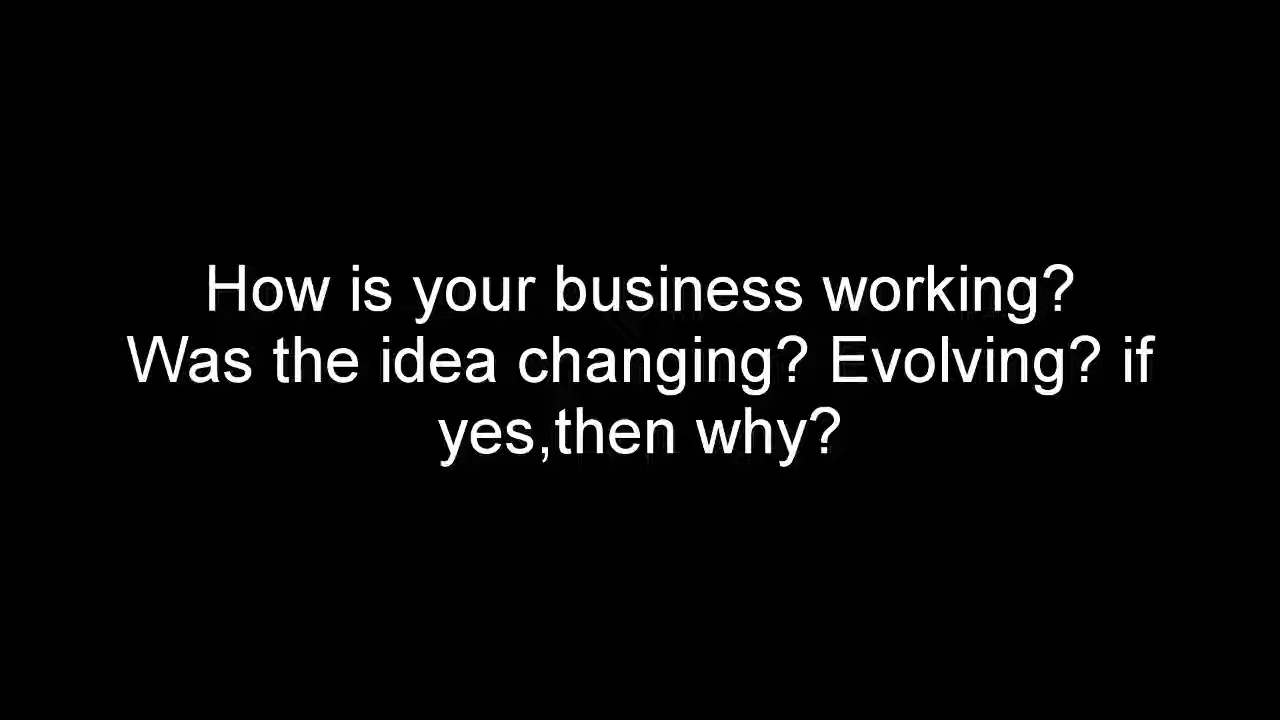 How is your business working?
Was the idea changing? Evolving? if
yes,then why?